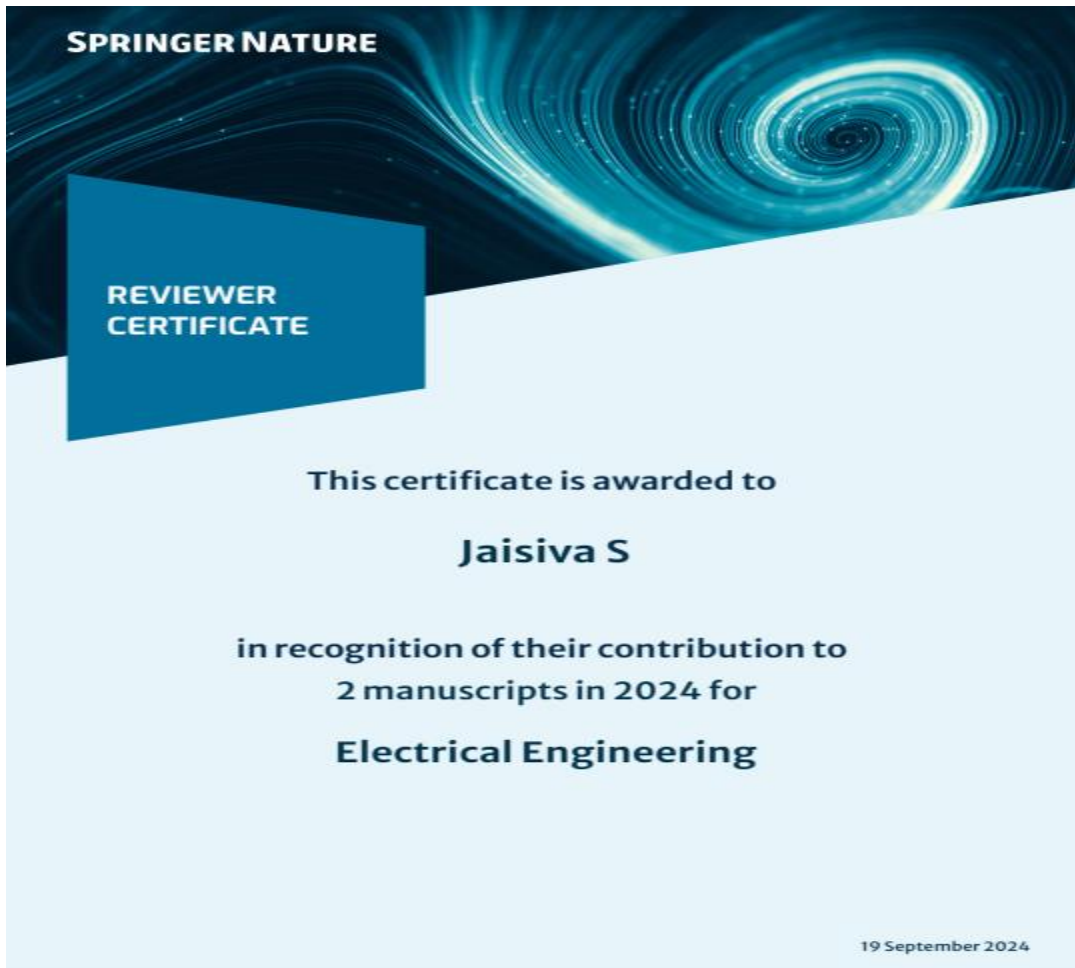 SPRINGER NATURE
REVIEWER
CERTIFICATE
This certificate is awarded to
Jaisiva S
in recognition of their contribution to
2 manuscripts in 2024 for
Electrical Engineering
19 September 2024